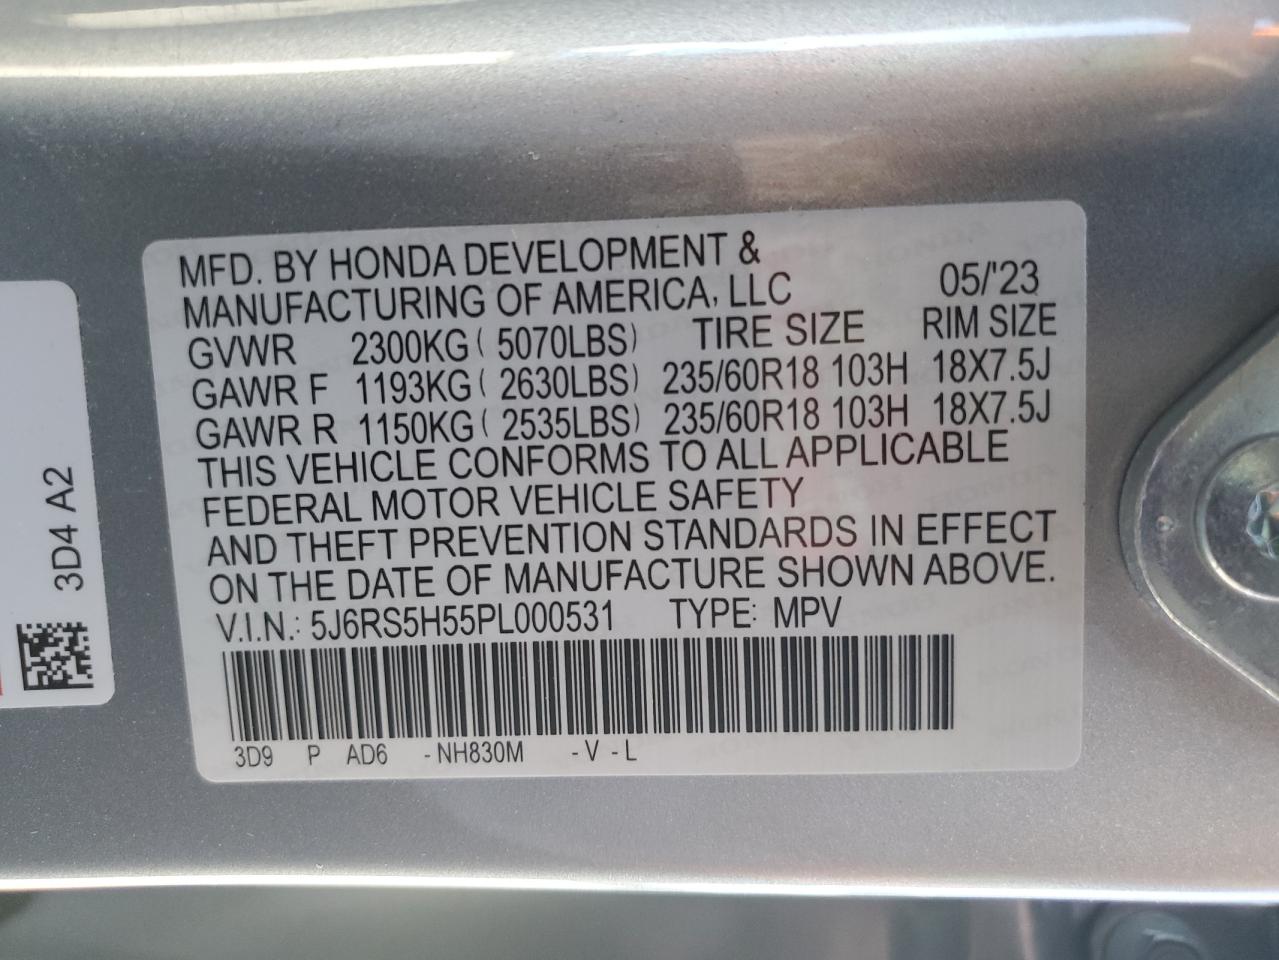 MFD. BY HONDA DEVELOPMENT &
MANUFACTURING OF AMERICA, LLC 05/'23
GVWR 2300KG ( 5070LBS) TIRE SIZE RIM SIZE
GAWR F 1193KG ( 2630LBS) 235/60R18 103H 18X7.5J
GAWR R 1150KG ( 2535LBS) 235/60R18 103H 18X7.5J
THIS VEHICLE CONFORMS TO ALL APPLICABLE
FEDERAL MOTOR VEHICLE SAFETY
AND THEFT PREVENTION STANDARDS IN EFFECT
ON THE DATE OF MANUFACTURE SHOWN ABOVE.
V.I.N.: 5J6RS5H55PL000531 TYPE: MPV
3D9 P AD6 -NH830M -V -L
3D4 A2